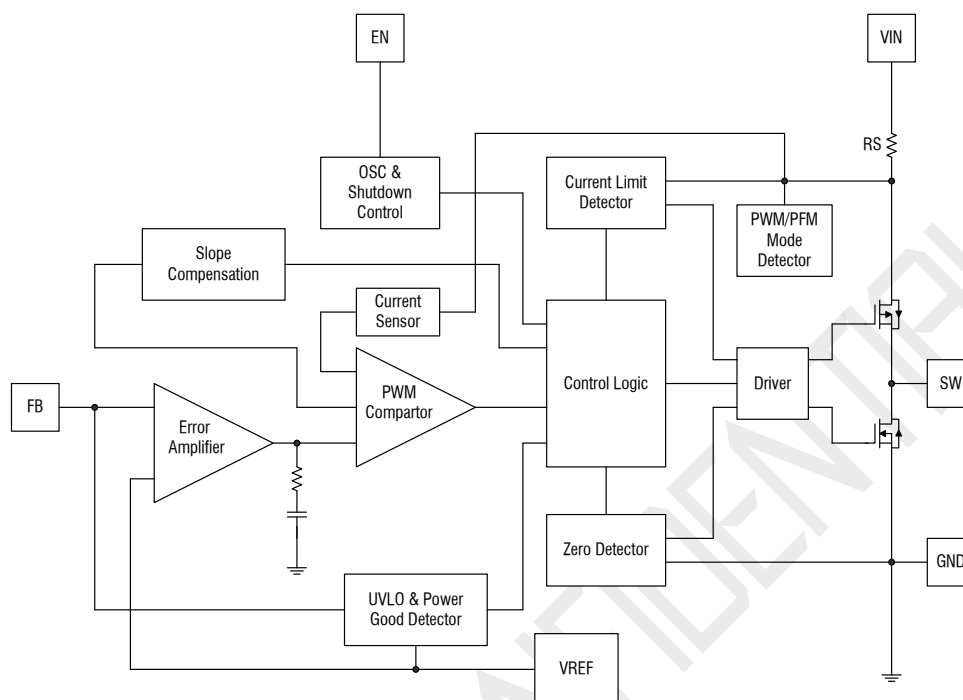 EN
VIN
RS
OSC &
Shutdown
Control
Current Limit
Detector
PWM/PFM
Mode
Detector
Slope
Compensation
Current
Sensor
PWM
Compartor
Control Logic
Driver
SW
FB
Error
Amplifier
Zero Detector
GND
UVLO & Power
Good Detector
VREF